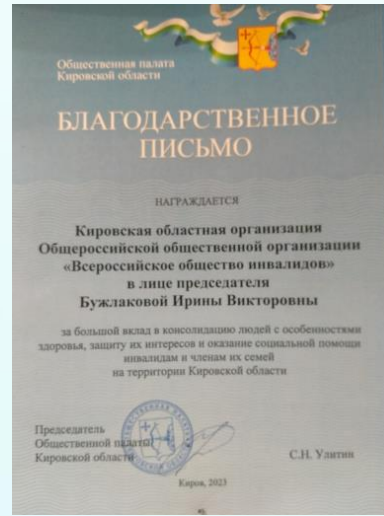 Общественная палата
Кировской области
БЛАГОДАРСТВЕННОЕ
ПИСЬМО
НАГРАЖДАЕТСЯ
Кировская областная организация
Общероссийской общественной организации
«Всероссийское общество инвалидов»
в лице председателя
Бужлаковой Ирины Викторовны
за большой вклад в консолидацию людей с особенностями
здоровья, защиту их интересов и оказание социальной помощи
инвалидам и членам их семей
на территории Кировской области
Председатель
Общественной палаты
Кировской области
С.Н. Улитин
Киров, 2023